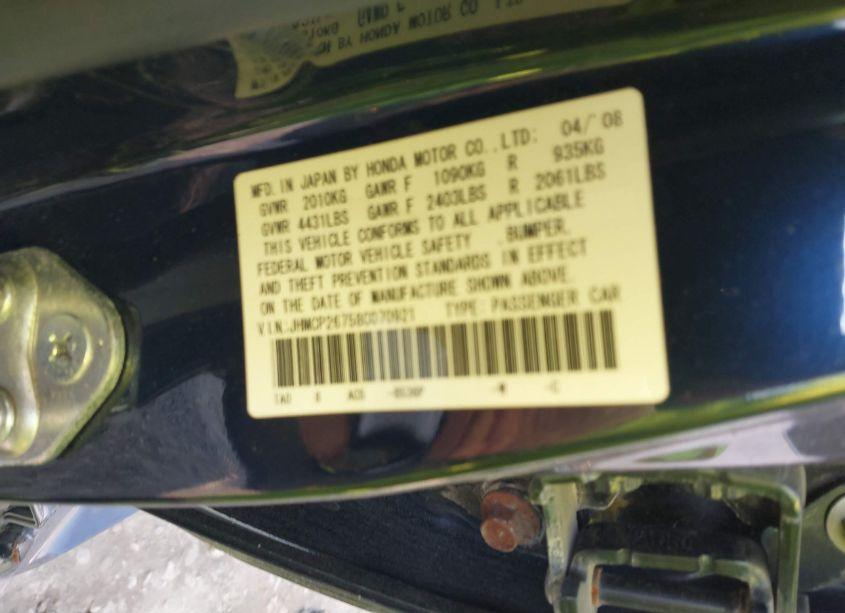 MFD. IN JAPAN BY HONDA MOTOR CO., LTD: 04/'08
GVWR 2010KG GAWR F 1090KG R 935KG
GVWR 4431LBS GAWR F 2403LBS R 2061LBS
THIS VEHICLE CONFORMS TO ALL APPLICABLE
FEDERAL MOTOR VEHICLE SAFETY , BUMPER,
AND THEFT PREVENTION STANDARDS IN EFFECT
ON THE DATE OF MANUFACTURE SHOWN ABOVE.
V.I.N.:JHMCP26758C070921 TYPE: PASSENGER CAR